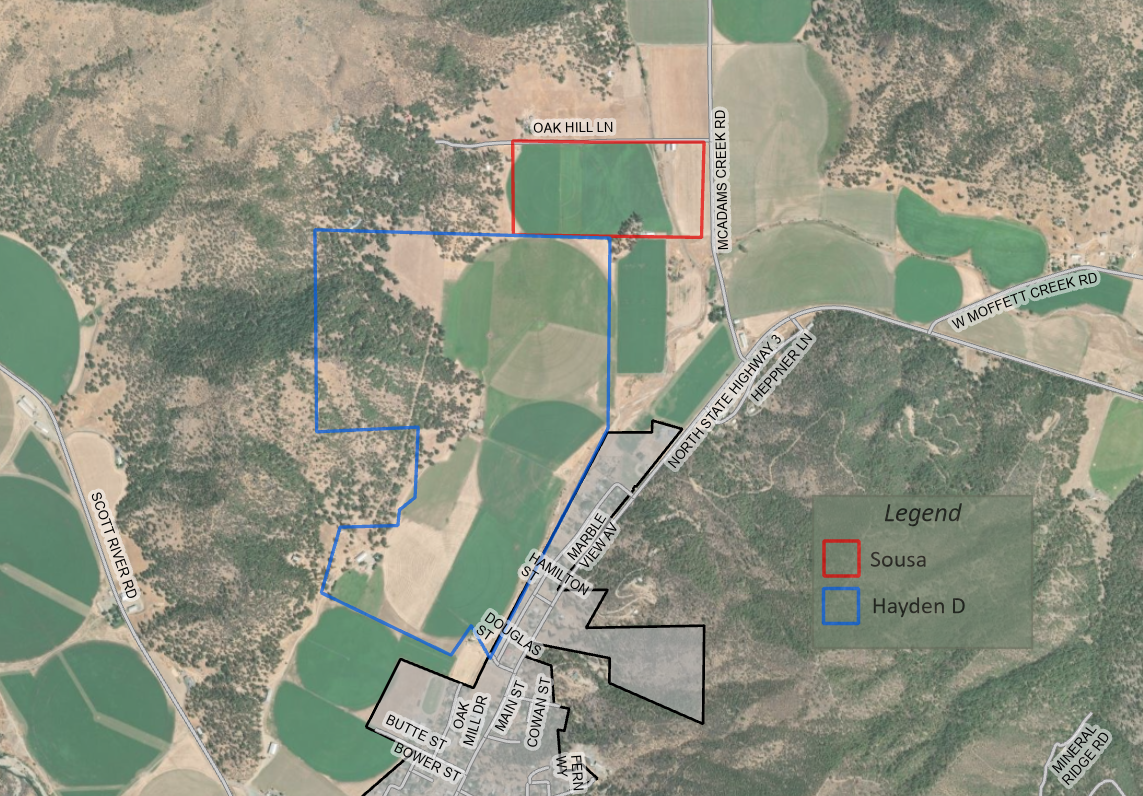 OAK HILL LN
MCADAMS CREEK RD
W MOFFETT CREEK RD
NORTH STATE HIGHWAY 3
HEPPNER LN
SCOTT RIVER RD
MARBLE
VIEW AV
HAMILTON
ST
DOUGLAS
ST
OAK
MILL DR
MAIN ST
COWAN ST
BUTTE ST
BOWER ST
FERN
WY
MINERAL
RIDGE RD
Legend
Sousa
Hayden D